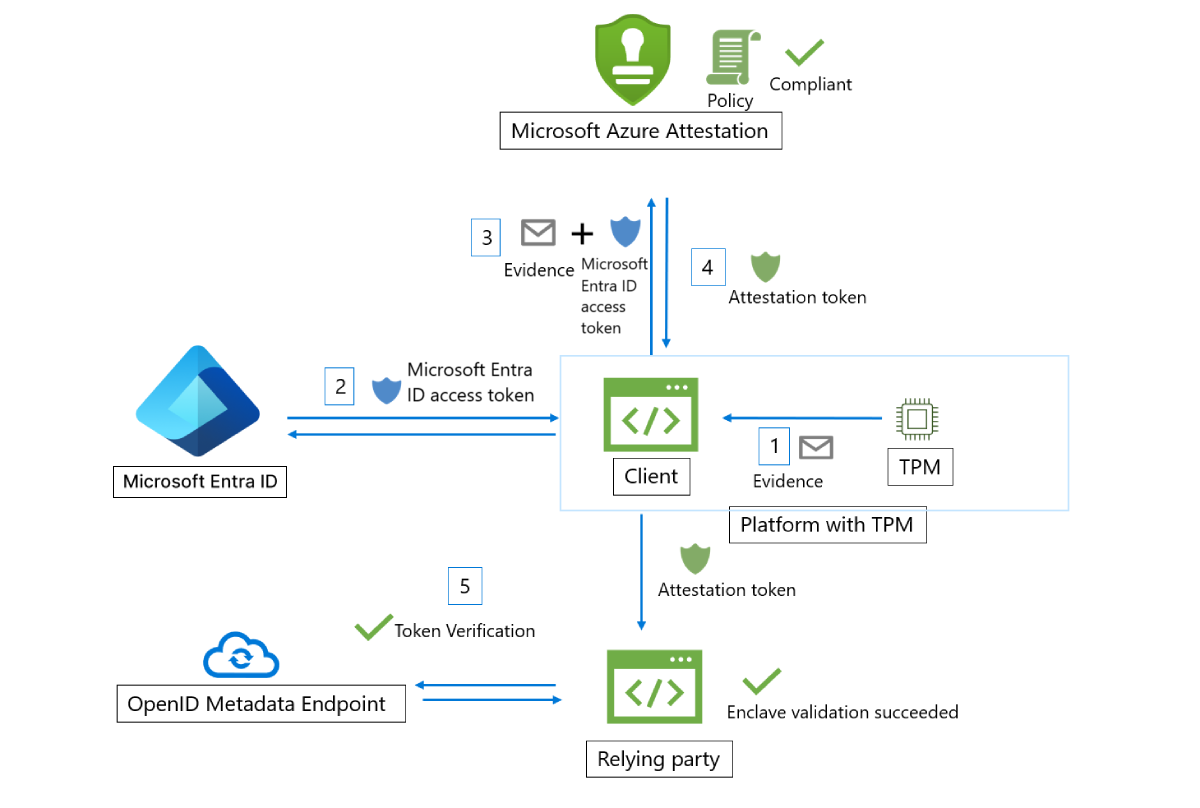 Policy
Compliant
Microsoft Azure Attestation
3
+
Evidence
Microsoft
Entra ID
access
token
4
Attestation token
2
Microsoft Entra
ID access token
Microsoft Entra ID
</>
Client
1
Evidence
TPM
Platform with TPM
Attestation token
5
Token Verification
OpenID Metadata Endpoint
</>
Enclave validation succeeded
Relying party